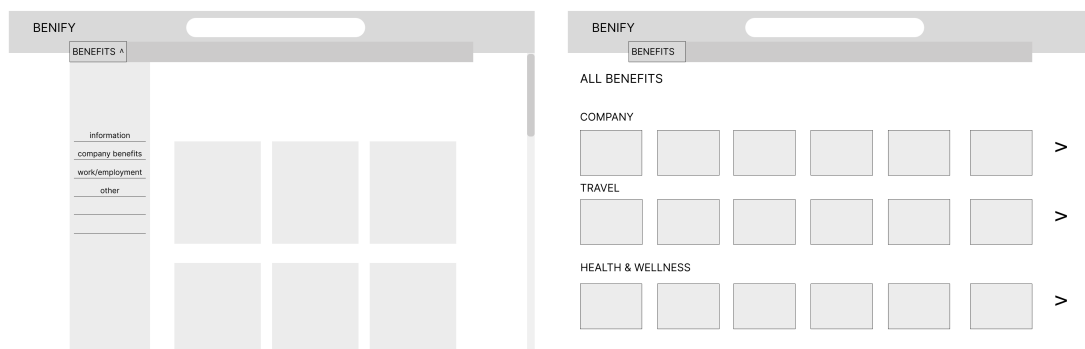 BENIFY
BENEFITS ^
information
company benefits
work/employment
other
BENIFY
BENEFITS
ALL BENEFITS
COMPANY
>
TRAVEL
>
HEALTH & WELLNESS
>